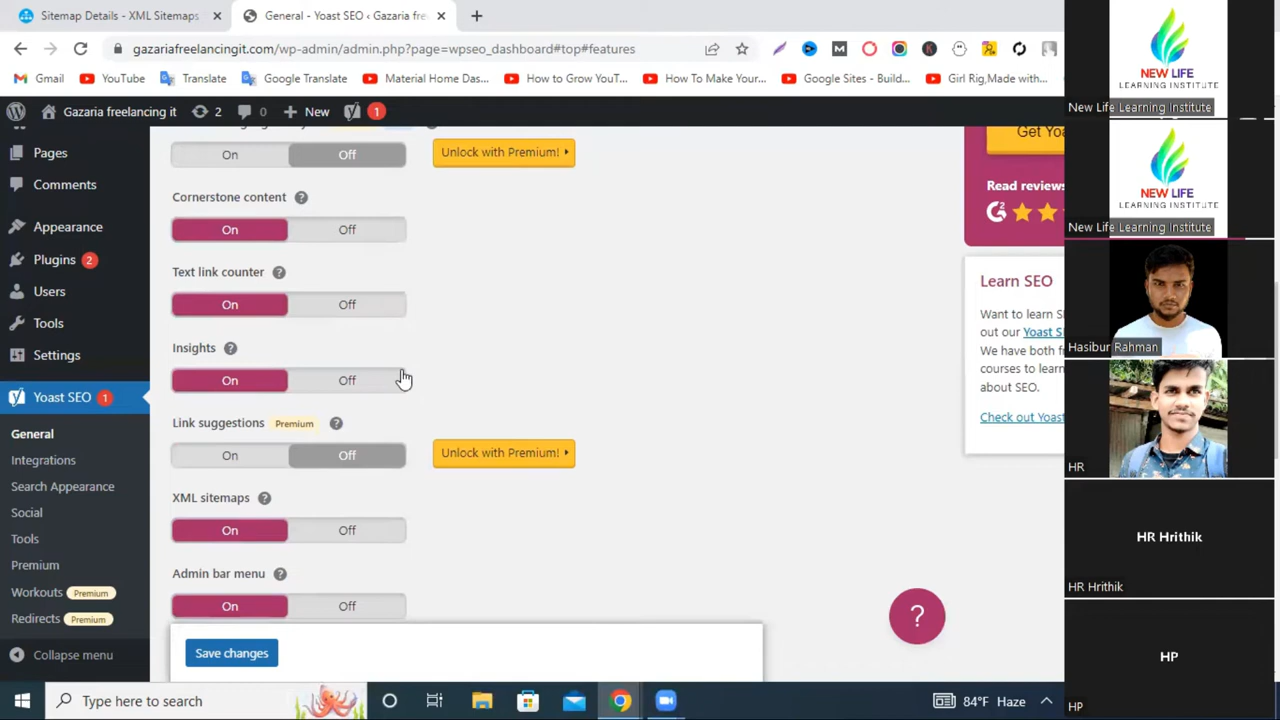 Sitemap Details - XML Sitemaps
General - Yoast SEO ‹ Gazaria free
gazariafreelancingit.com/wp-admin/admin.php?page=wpseo_dashboard#top#features
Gmail
YouTube
Translate
Google Translate
Material Home Das...
How to Grow YouT...
How To Make Your...
Google Sites - Build...
Girl Rig,Made with...
Gazaria freelancing it
2
0
New
1
Pages
Comments
Appearance
Plugins 2
Users
Tools
Settings
Yoast SEO 1
General
Integrations
Search Appearance
Social
Tools
Premium
Workouts Premium
Redirects Premium
Collapse menu
On Off Unlock with Premium!
Cornerstone content ?
On Off
Text link counter ?
On Off
Insights ?
On Off
Link suggestions Premium ?
On Off Unlock with Premium!
XML sitemaps ?
On Off
Admin bar menu ?
On Off
Save changes
Get Yoa
Read reviews
Learn SEO
Want to learn S
out our Yoast S
We have both f
courses to learn
about SEO.
Check out Yoast
?
NEW LIFE
LEARNING INSTITUTE
New Life Learning Institute
NEW LIFE
LEARNING INSTITUTE
New Life Learning Institute
Hasibur Rahman
HR
HR Hrithik
HR Hrithik
HP
HP
Type here to search
84°F Haze